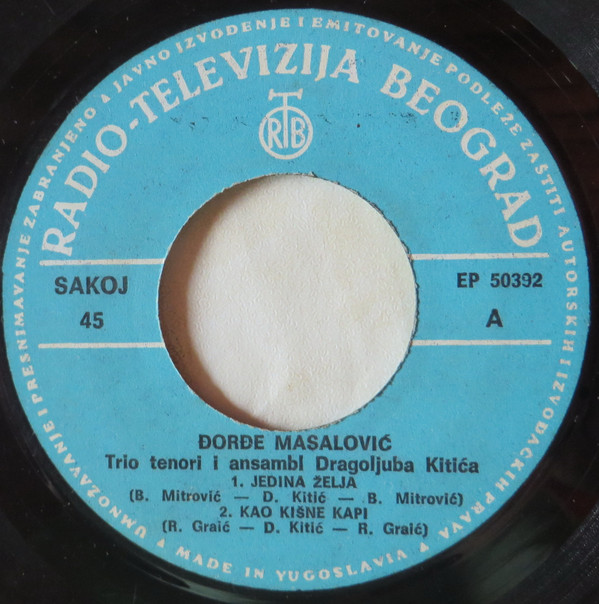 UMNOŽAVANJE I PRESNIMAVANJE ZABRANJENO ▲ JAVNO IZVOĐENJE I EMITOVANJE PODLEŽE ZAŠTITI AUTORSKIH I IZVOĐAČKIH PRAVA ▲ MADE IN YUGOSLAVIA ▲
RADIO-TELEVIZIJA BEOGRAD
RTB
SAKOJ
45
EP 50392
A
ĐORĐE MASALOVIĆ
Trio tenori i ansambl Dragoljuba Kitića
1. JEDINA ŽELJA
(B. Mitrović — D. Kitić — B. Mitrović)
2. KAO KIŠNE KAPI
(R. Graić — D. Kitić — R. Graić)